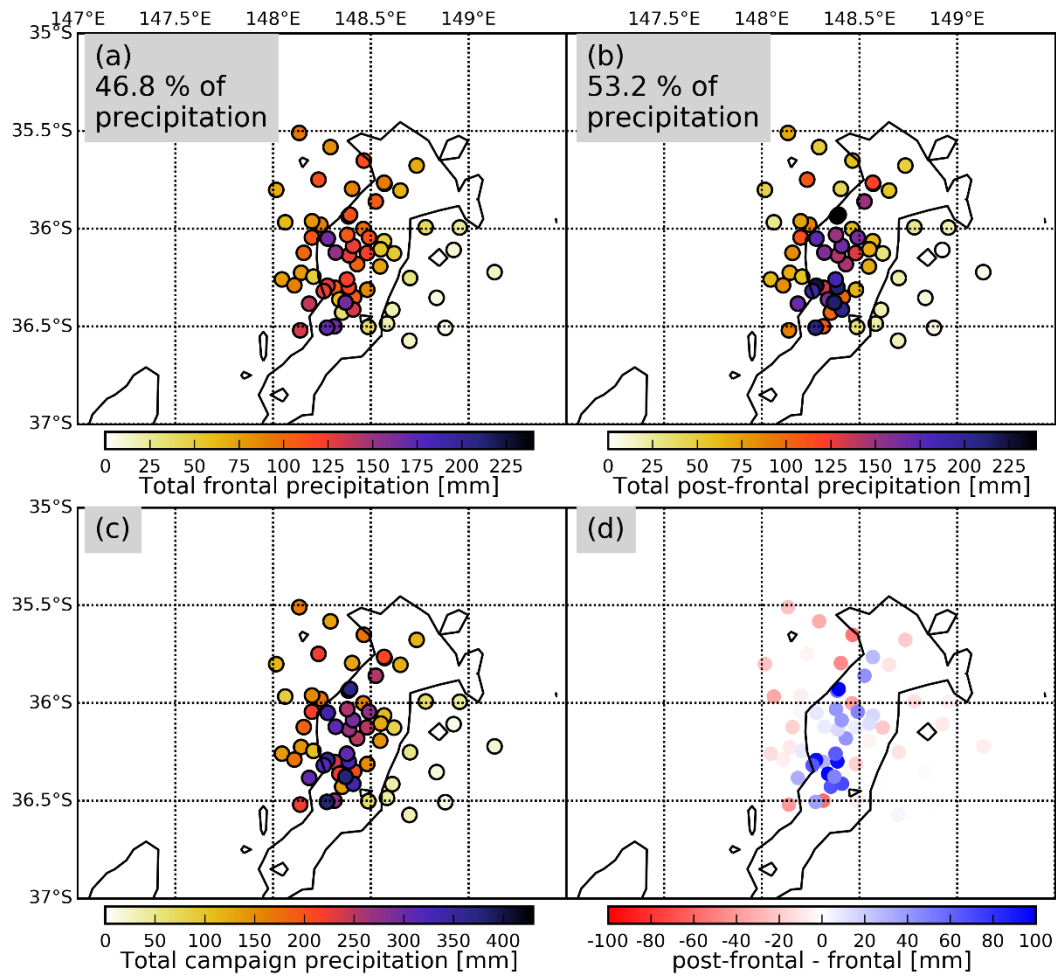 147° 147.5°E 148°E 148.5°E 149°E 147.5°E 148°E 148.5°E 149°E
35°S
(a)
46.8 % of
precipitation
(b)
53.2 % of
precipitation
35.5°S
36°S
36.5°S
37°S
0 25 50 75 100 125 150 175 200 225
Total frontal precipitation [mm]
0 25 50 75 100 125 150 175 200 225
Total post-frontal precipitation [mm]
35°S
(c)
(d)
35.5°S
36°S
36.5°S
37°S
0 50 100 150 200 250 300 350 400
Total campaign precipitation [mm]
-100 -80 -60 -40 -20 0 20 40 60 80 100
post-frontal - frontal [mm]